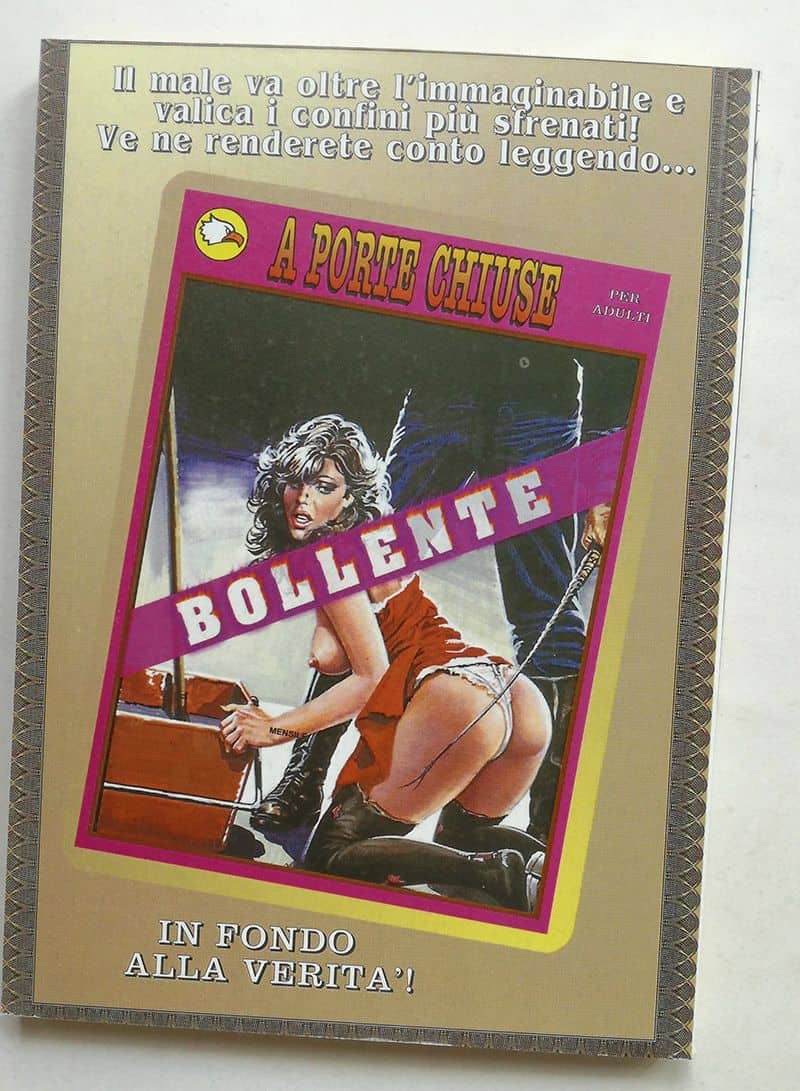 Il male va oltre l'immaginabile e
valica i confini più sfrenati!
Ve ne renderete conto leggendo...
A PORTE CHIUSE
PER
ADULTI
BOLLENTE
MENSILE
IN FONDO
ALLA VERITA'!